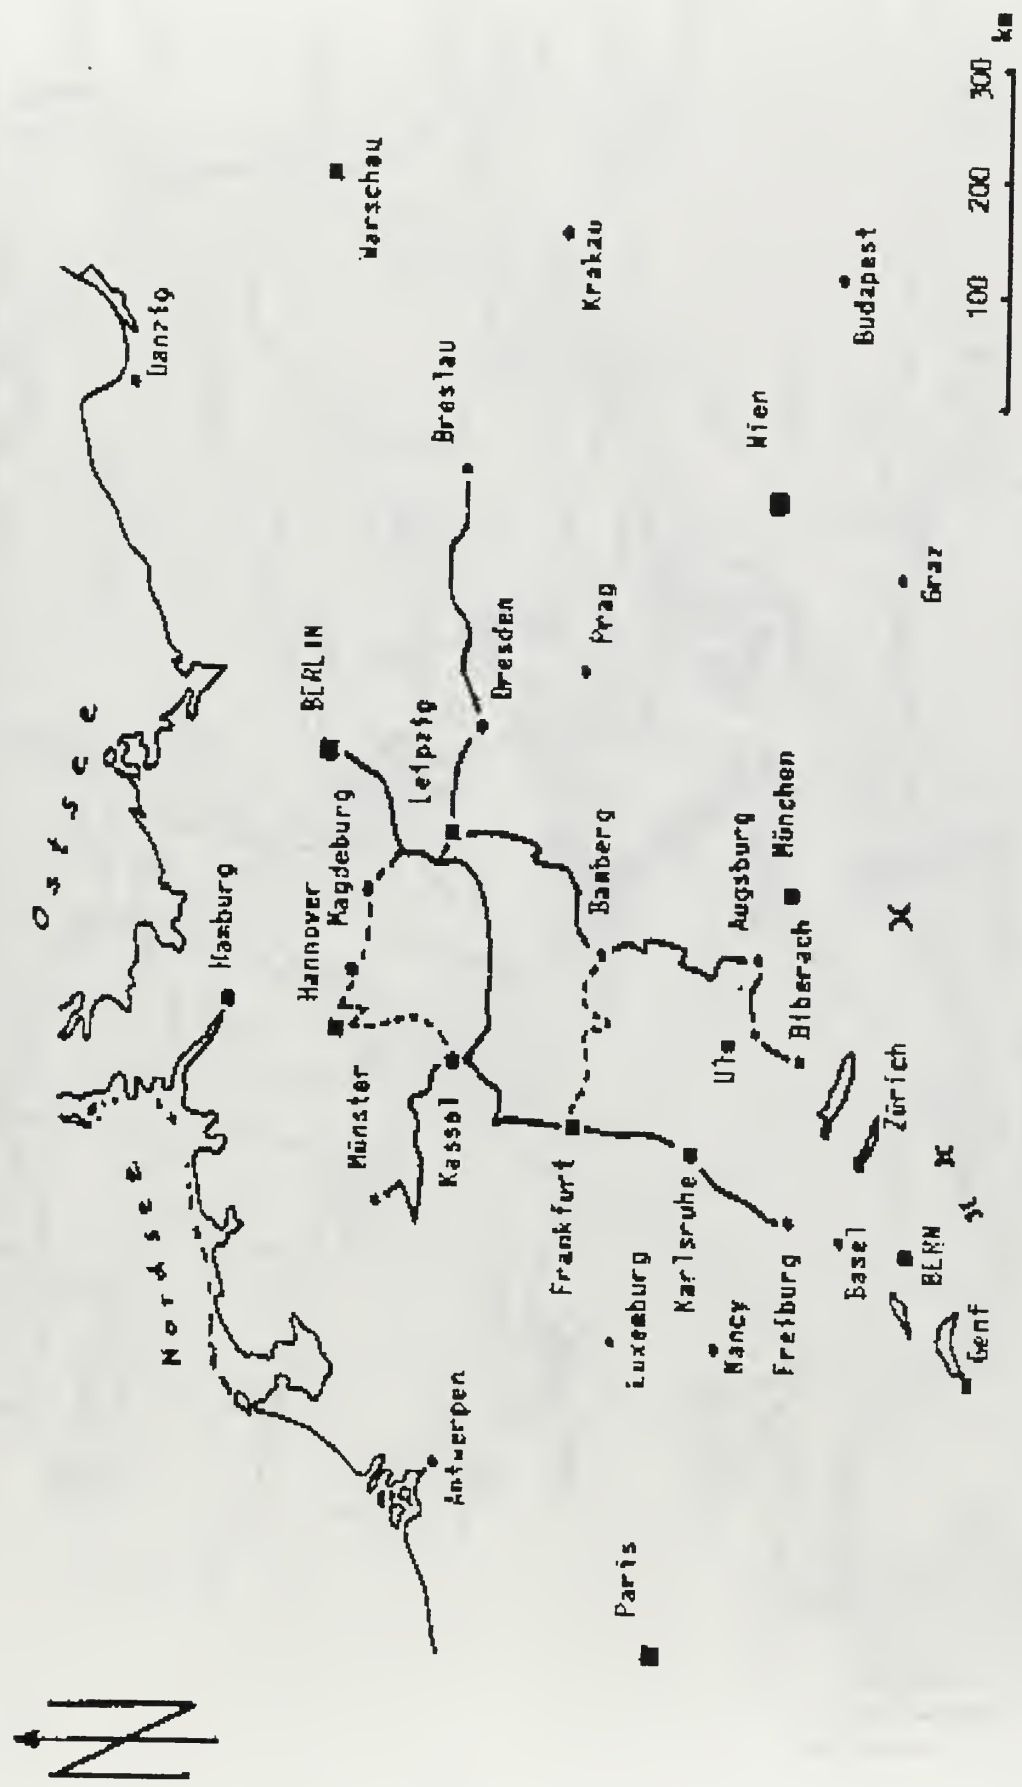 N
Ostsee
Nordsee
Danzig
Hamburg
Warschau
BERLIN
Hannover
Magdeburg
Münster
Kassel
Leipzig
Breslau
Dresden
Krakau
Antwerpen
Frankfurt
Bamberg
Prag
Paris
Luxemburg
Karlsruhe
Nancy
Freiburg
Ulm
Augsburg
München
Biberach
Wien
Budapest
Graz
Basel
Zürich
BERN
Genf
100 200 300 km